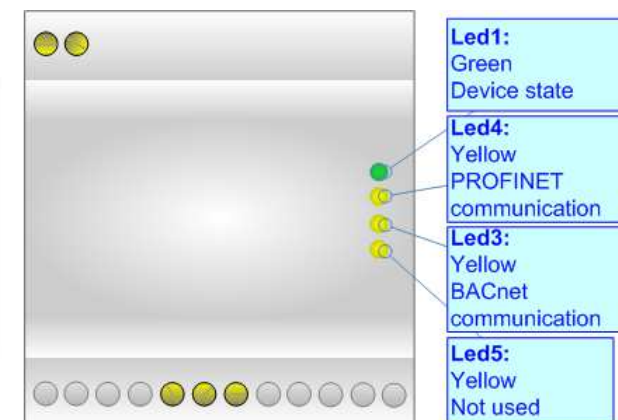 Led1:
Green
Device state
Led4:
Yellow
PROFINET
communication
Led3:
Yellow
BACnet
communication
Led5:
Yellow
Not used